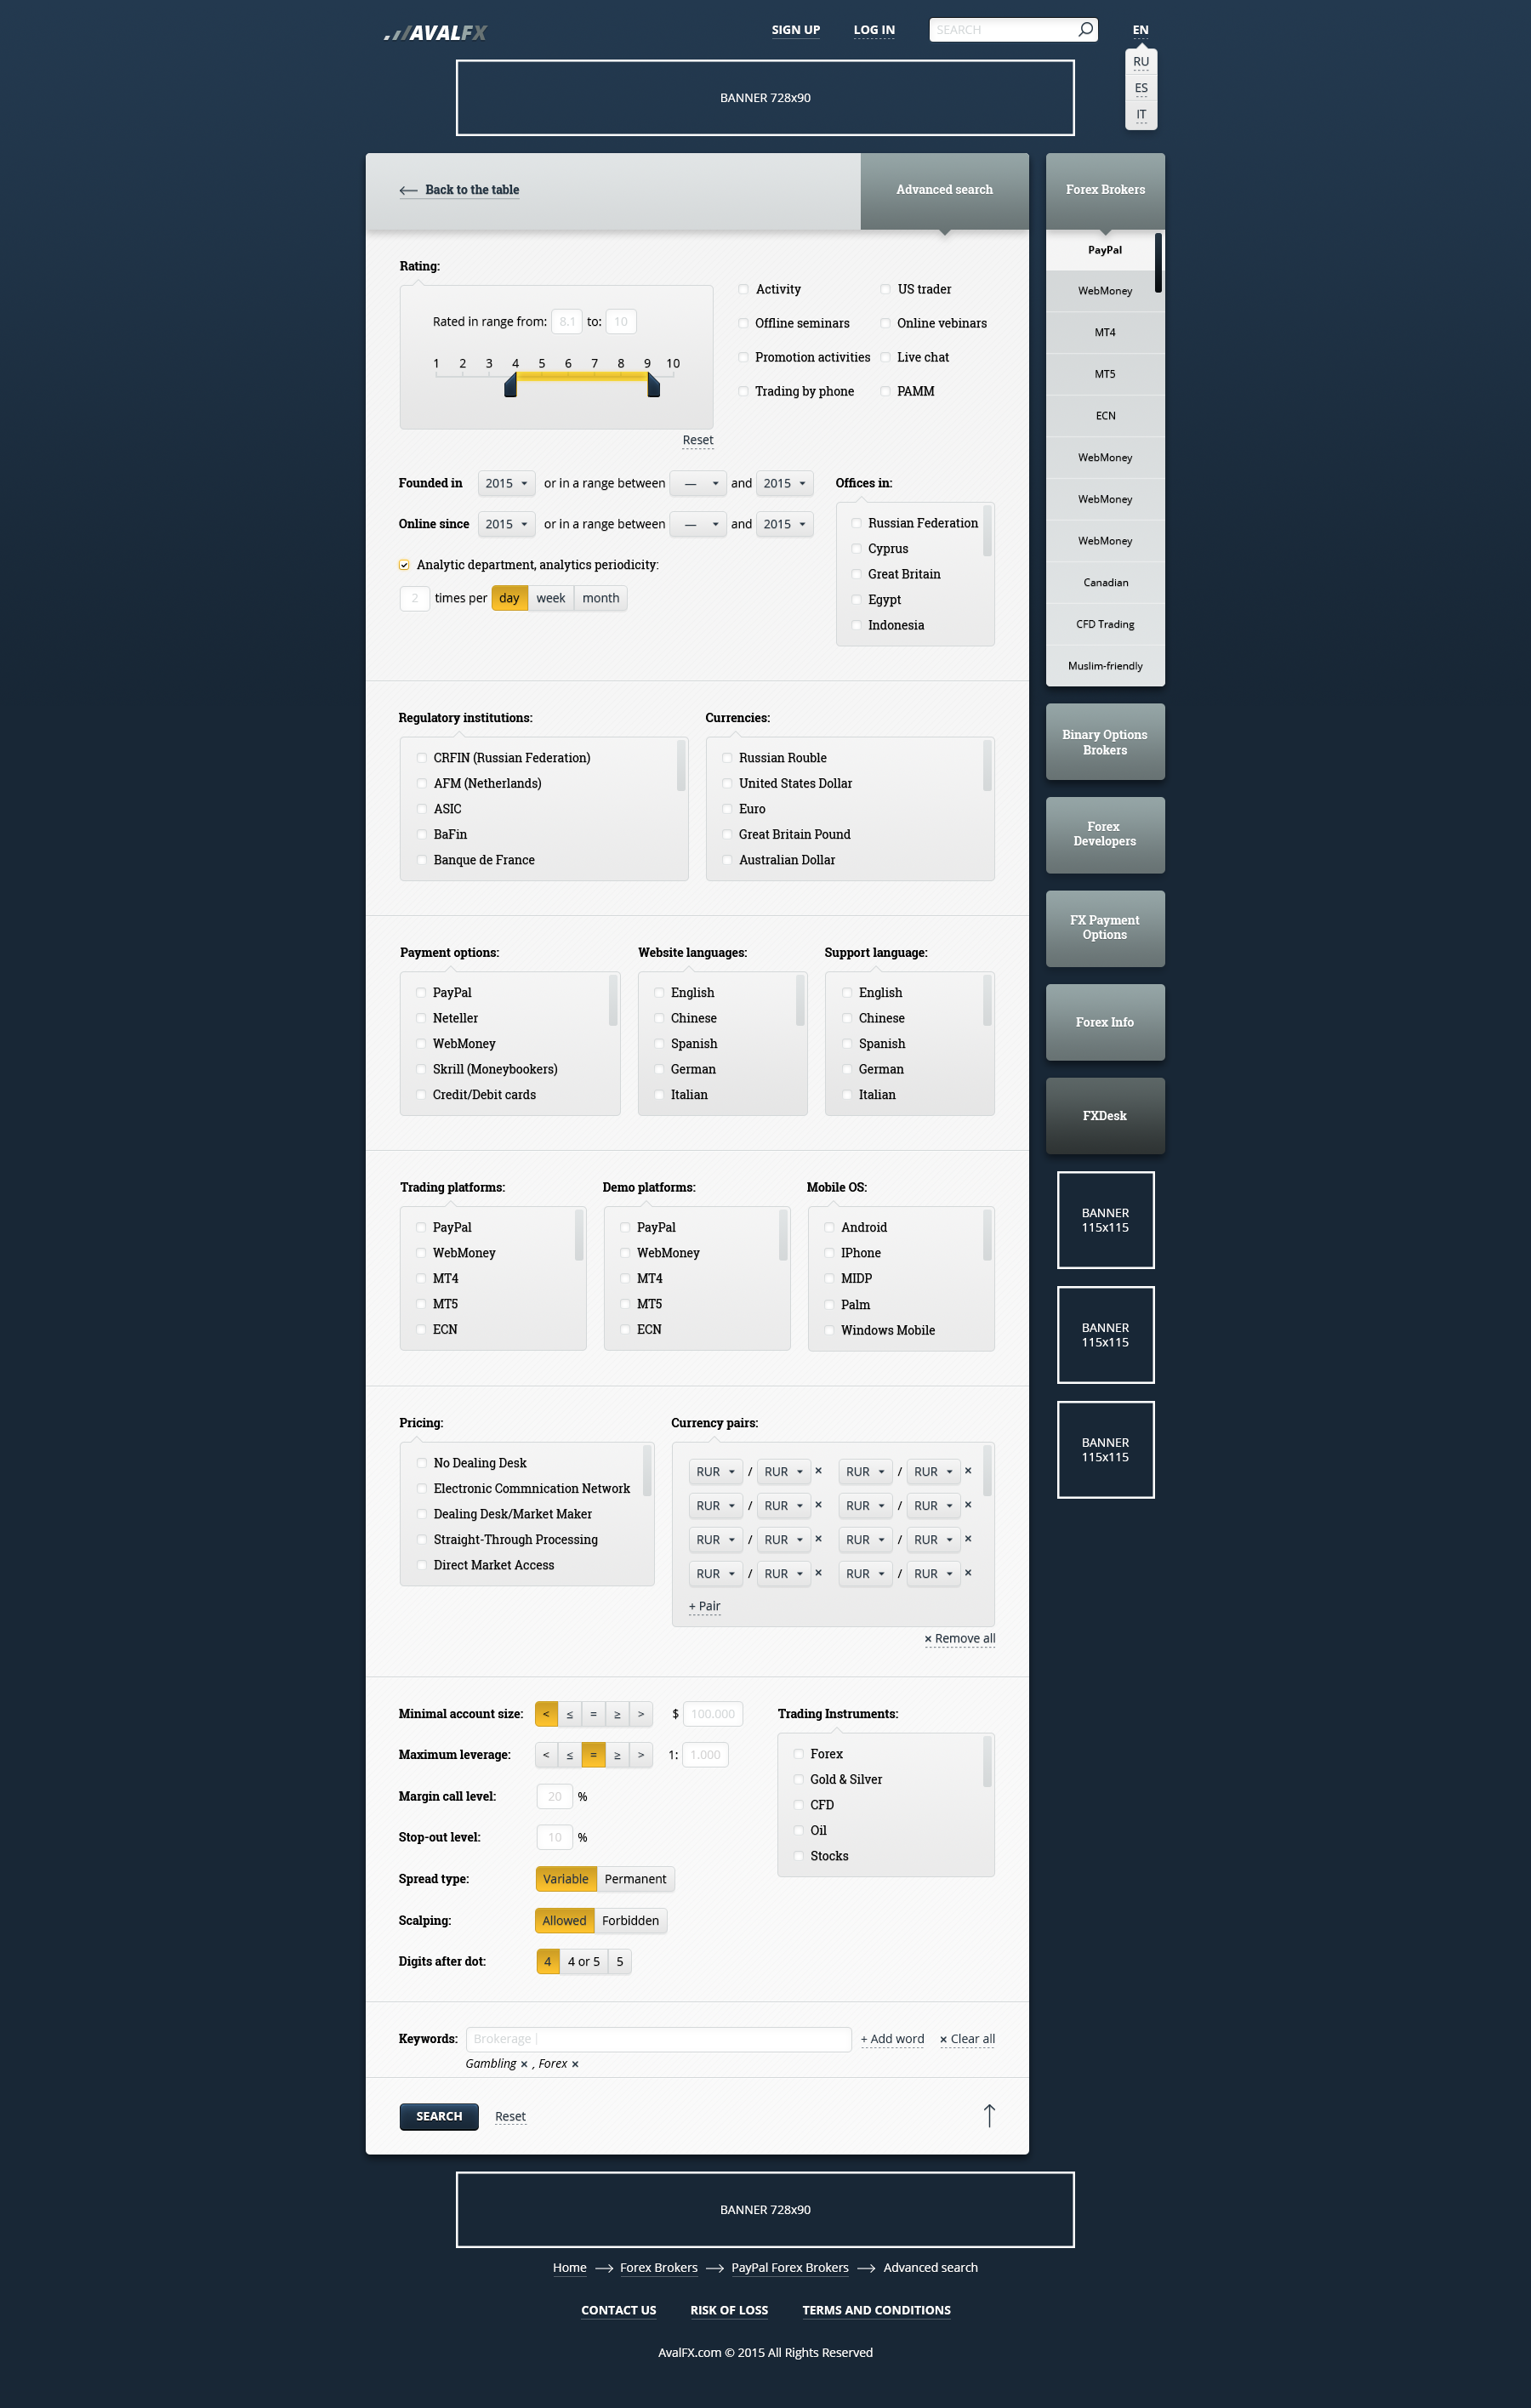 AVALFX
SIGN UP
LOG IN
SEARCH
EN
RU
ES
IT
BANNER 728x90
Back to the table
Advanced search
Rating:
Rated in range from: 8.1 to: 10
1 2 3 4 5 6 7 8 9 10
Reset
Activity
US trader
Offline seminars
Online vebinars
Promotion activities
Live chat
Trading by phone
PAMM
Founded in 2015 or in a range between — and 2015
Online since 2015 or in a range between — and 2015
Analytic department, analytics periodicity:
2 times per day week month
Offices in:
Russian Federation
Cyprus
Great Britain
Egypt
Indonesia
Regulatory institutions:
CRFIN (Russian Federation)
AFM (Netherlands)
ASIC
BaFin
Banque de France
Currencies:
Russian Rouble
United States Dollar
Euro
Great Britain Pound
Australian Dollar
Payment options:
PayPal
Neteller
WebMoney
Skrill (Moneybookers)
Credit/Debit cards
Website languages:
English
Chinese
Spanish
German
Italian
Support language:
English
Chinese
Spanish
German
Italian
Trading platforms:
PayPal
WebMoney
MT4
MT5
ECN
Demo platforms:
PayPal
WebMoney
MT4
MT5
ECN
Mobile OS:
Android
IPhone
MIDP
Palm
Windows Mobile
Pricing:
No Dealing Desk
Electronic Commnication Network
Dealing Desk/Market Maker
Straight-Through Processing
Direct Market Access
Currency pairs:
RUR / RUR × RUR / RUR ×
RUR / RUR × RUR / RUR ×
RUR / RUR × RUR / RUR ×
RUR / RUR × RUR / RUR ×
+ Pair
× Remove all
Minimal account size: < ≤ = ≥ > $ 100.000
Maximum leverage: < ≤ = ≥ > 1: 1.000
Margin call level: 20 %
Stop-out level: 10 %
Spread type: Variable Permanent
Scalping: Allowed Forbidden
Digits after dot: 4 4 or 5 5
Trading Instruments:
Forex
Gold & Silver
CFD
Oil
Stocks
Keywords: Brokerage + Add word × Clear all
Gambling × , Forex ×
SEARCH
Reset
Forex Brokers
PayPal
WebMoney
MT4
MT5
ECN
WebMoney
WebMoney
WebMoney
Canadian
CFD Trading
Muslim-friendly
Binary Options
Brokers
Forex
Developers
FX Payment
Options
Forex Info
FXDesk
BANNER
115x115
BANNER
115x115
BANNER
115x115
BANNER 728x90
Home Forex Brokers PayPal Forex Brokers Advanced search
CONTACT US RISK OF LOSS TERMS AND CONDITIONS
AvalFX.com © 2015 All Rights Reserved